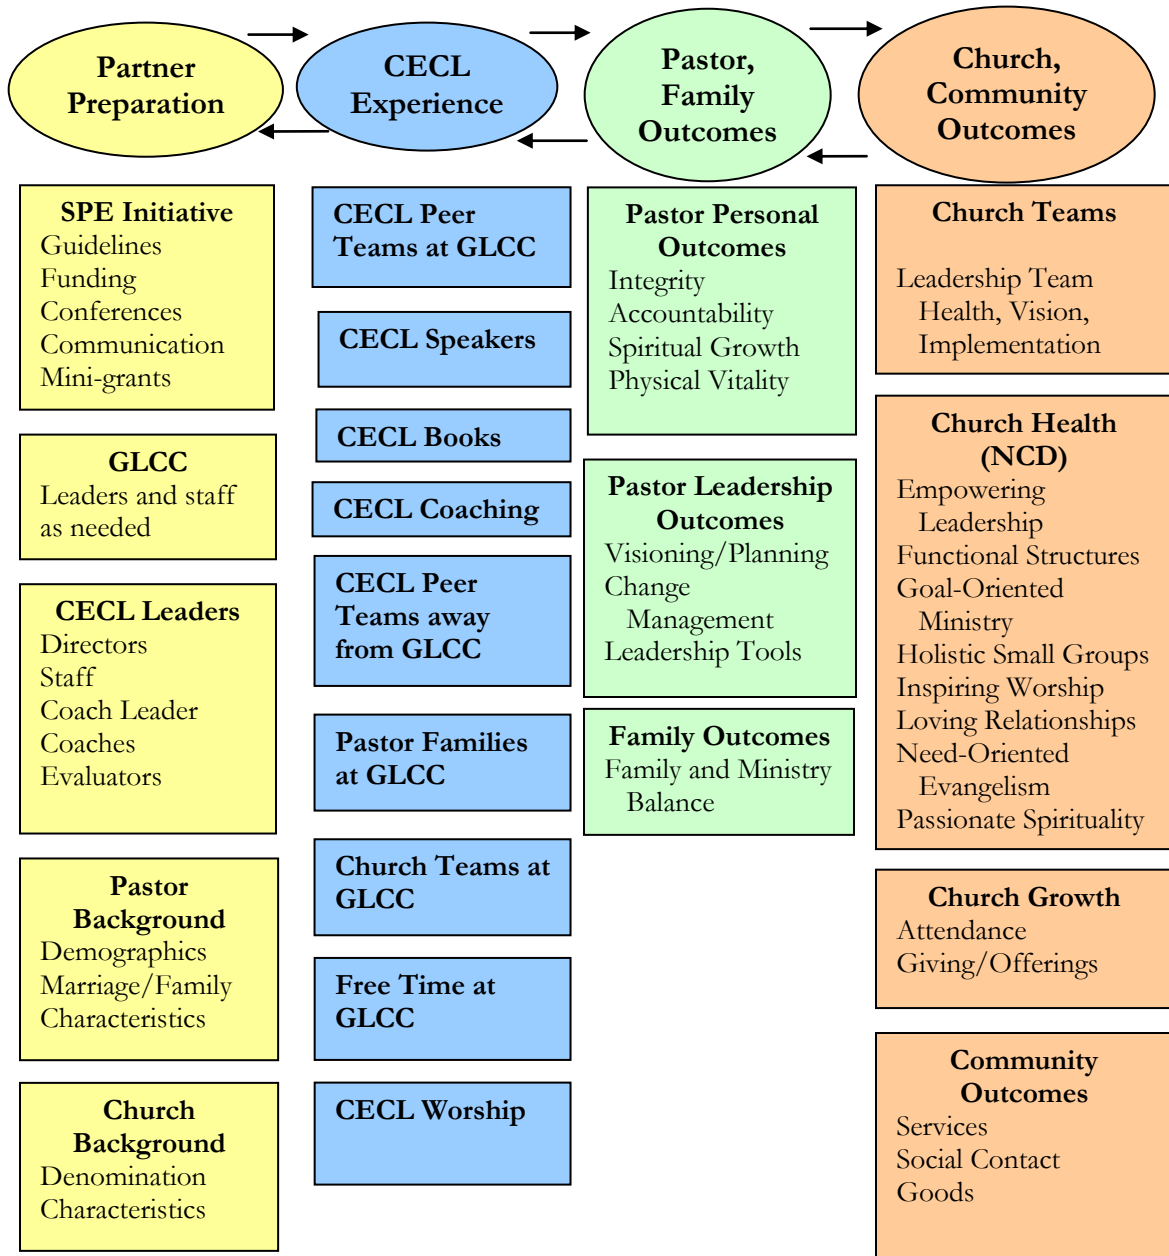 Partner
Preparation
CECL
Experience
Pastor,
Family
Outcomes
Church,
Community
Outcomes
SPE Initiative
Guidelines
Funding
Conferences
Communication
Mini-grants
GLCC
Leaders and staff
as needed
CECL Leaders
Directors
Staff
Coach Leader
Coaches
Evaluators
Pastor
Background
Demographics
Marriage/Family
Characteristics
Church
Background
Denomination
Characteristics
CECL Peer
Teams at GLCC
CECL Speakers
CECL Books
CECL Coaching
CECL Peer
Teams away
from GLCC
Pastor Families
at GLCC
Church Teams at
GLCC
Free Time at
GLCC
CECL Worship
Pastor Personal
Outcomes
Integrity
Accountability
Spiritual Growth
Physical Vitality
Pastor Leadership
Outcomes
Visioning/Planning
Change
Management
Leadership Tools
Family Outcomes
Family and Ministry
Balance
Church Teams
Leadership Team
Health, Vision,
Implementation
Church Health
(NCD)
Empowering
Leadership
Functional Structures
Goal-Oriented
Ministry
Holistic Small Groups
Inspiring Worship
Loving Relationships
Need-Oriented
Evangelism
Passionate Spirituality
Church Growth
Attendance
Giving/Offerings
Community
Outcomes
Services
Social Contact
Goods